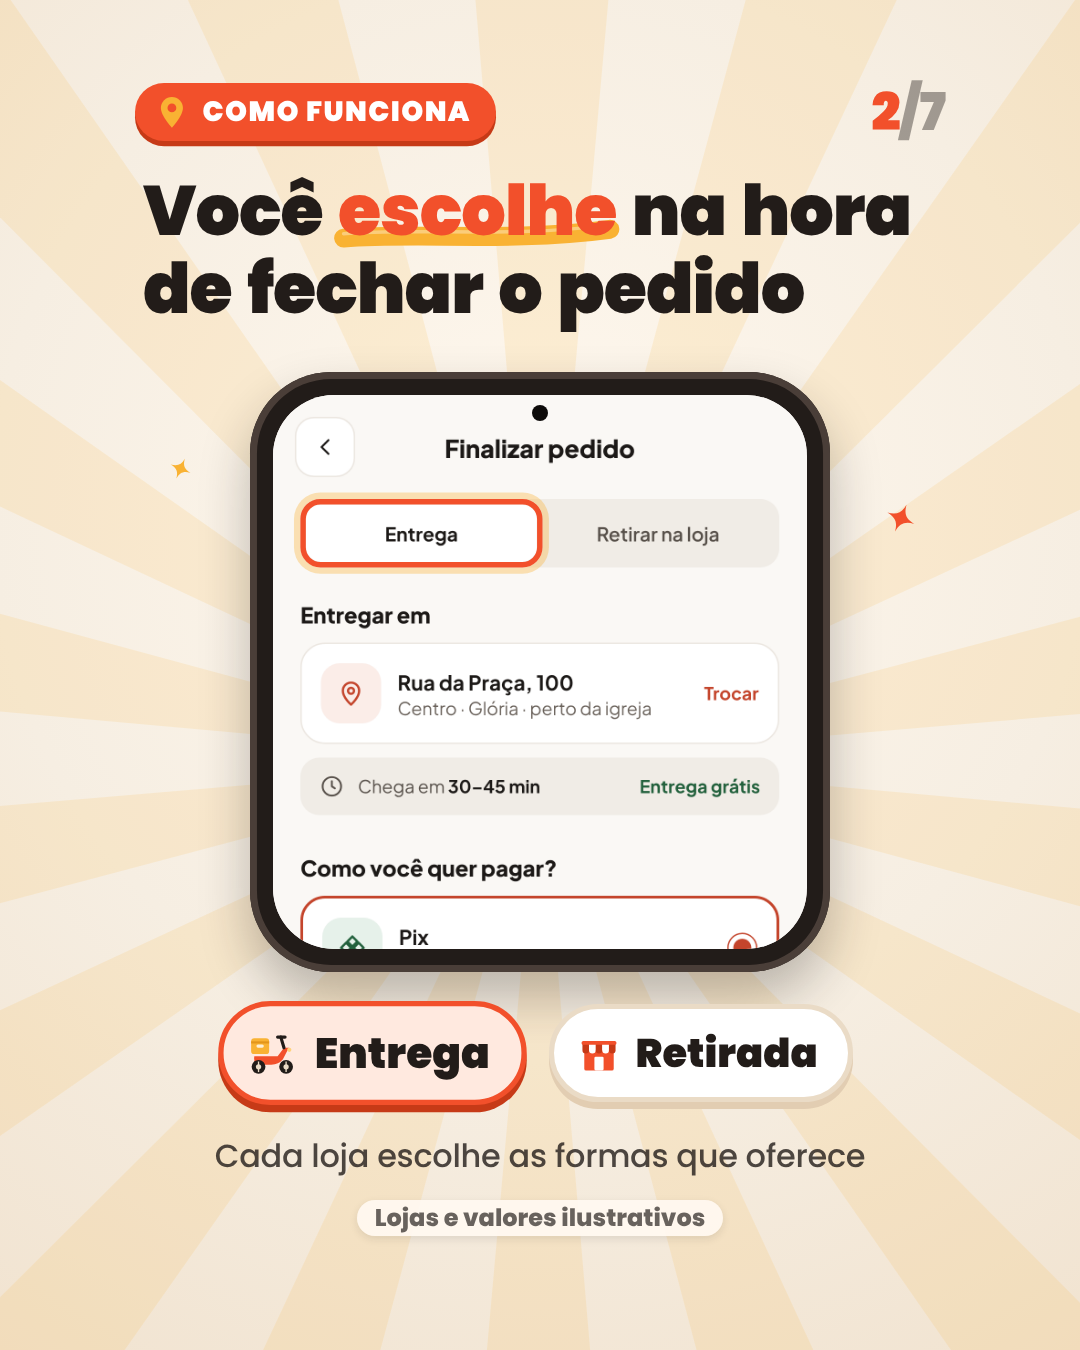 COMO FUNCIONA
2/7
Você escolhe na hora
de fechar o pedido
Finalizar pedido
Entrega
Retirar na loja
Entregar em
Rua da Praça, 100
Centro · Glória · perto da igreja
Trocar
Chega em 30–45 min
Entrega grátis
Como você quer pagar?
Pix
Entrega
Retirada
Cada loja escolhe as formas que oferece
Lojas e valores ilustrativos